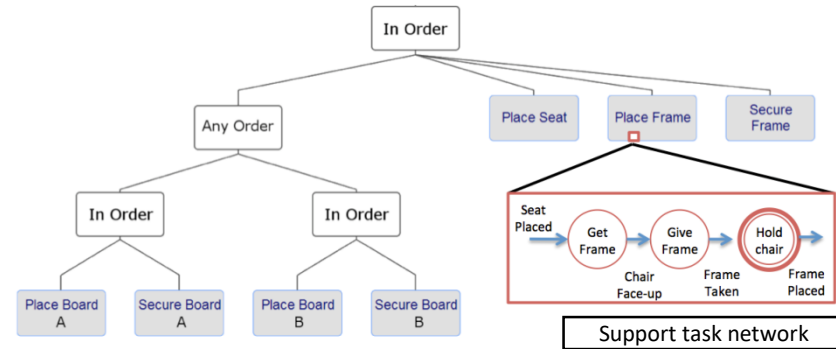 In Order
Any Order
Place Seat
Place Frame
Secure
Frame
In Order
In Order
Place Board
A
Secure Board
A
Place Board
B
Secure Board
B
Seat
Placed
Get
Frame
Give
Frame
Hold
chair
Chair
Face-up
Frame
Taken
Frame
Placed
Support task network